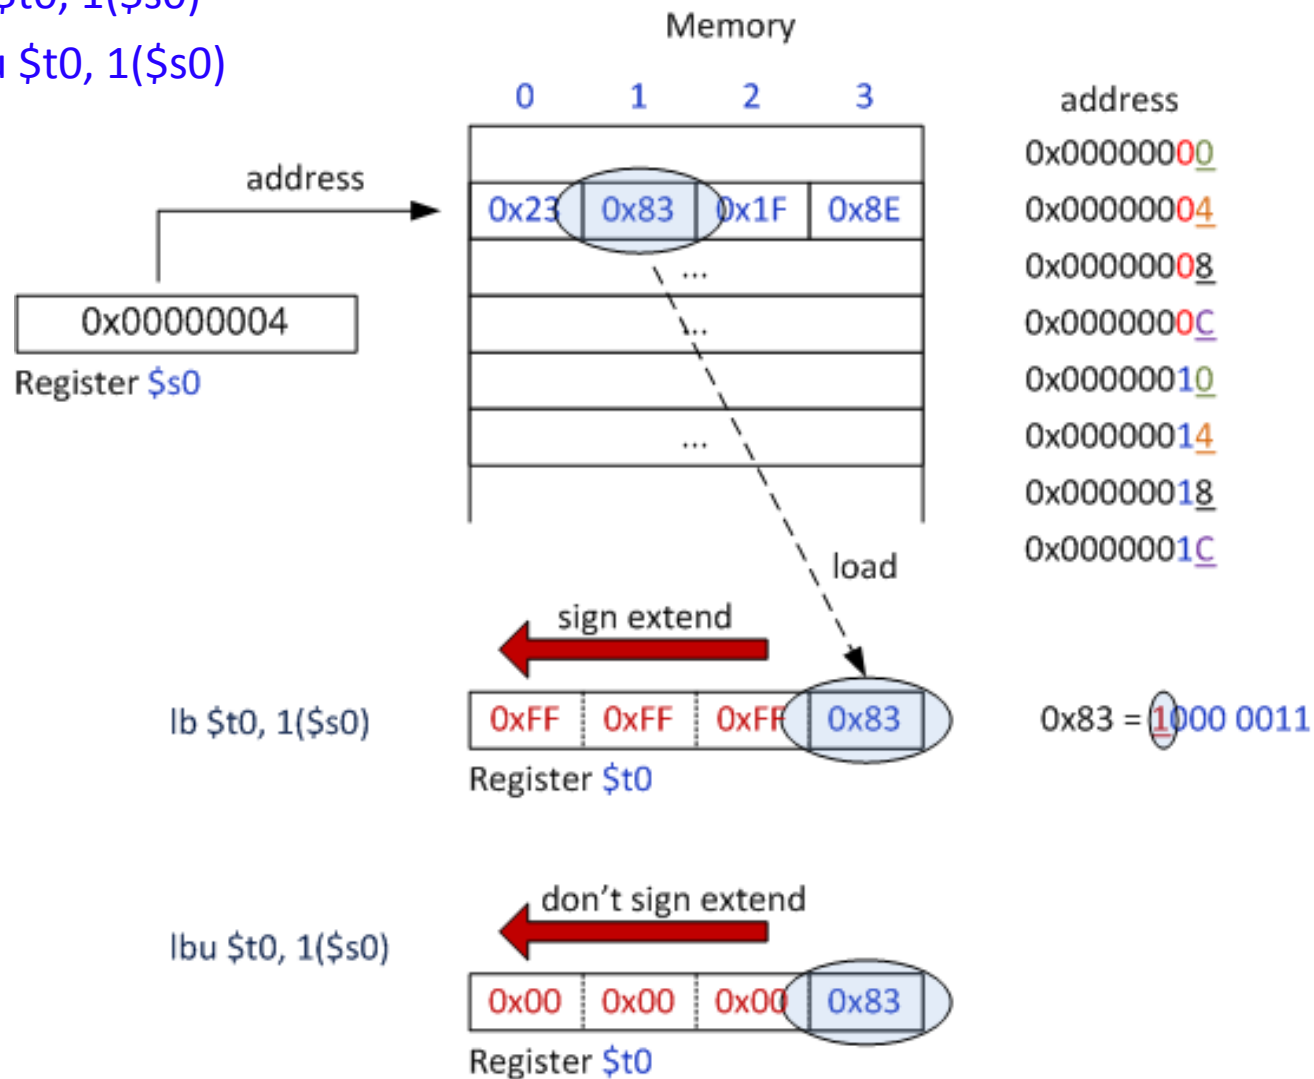 $t0, 1($s0)
u $t0, 1($s0)
Memory
0 1 2 3
address
0x00000000
address
0x23 0x83 0x1F 0x8E
0x00000004
...
0x00000008
0x00000004
...
0x0000000C
Register $s0
0x00000010
...
0x00000014
0x00000018
0x0000001C
load
sign extend
lb $t0, 1($s0)
0xFF 0xFF 0xFF 0x83
0x83 = 1000 0011
Register $t0
don't sign extend
lbu $t0, 1($s0)
0x00 0x00 0x00 0x83
Register $t0